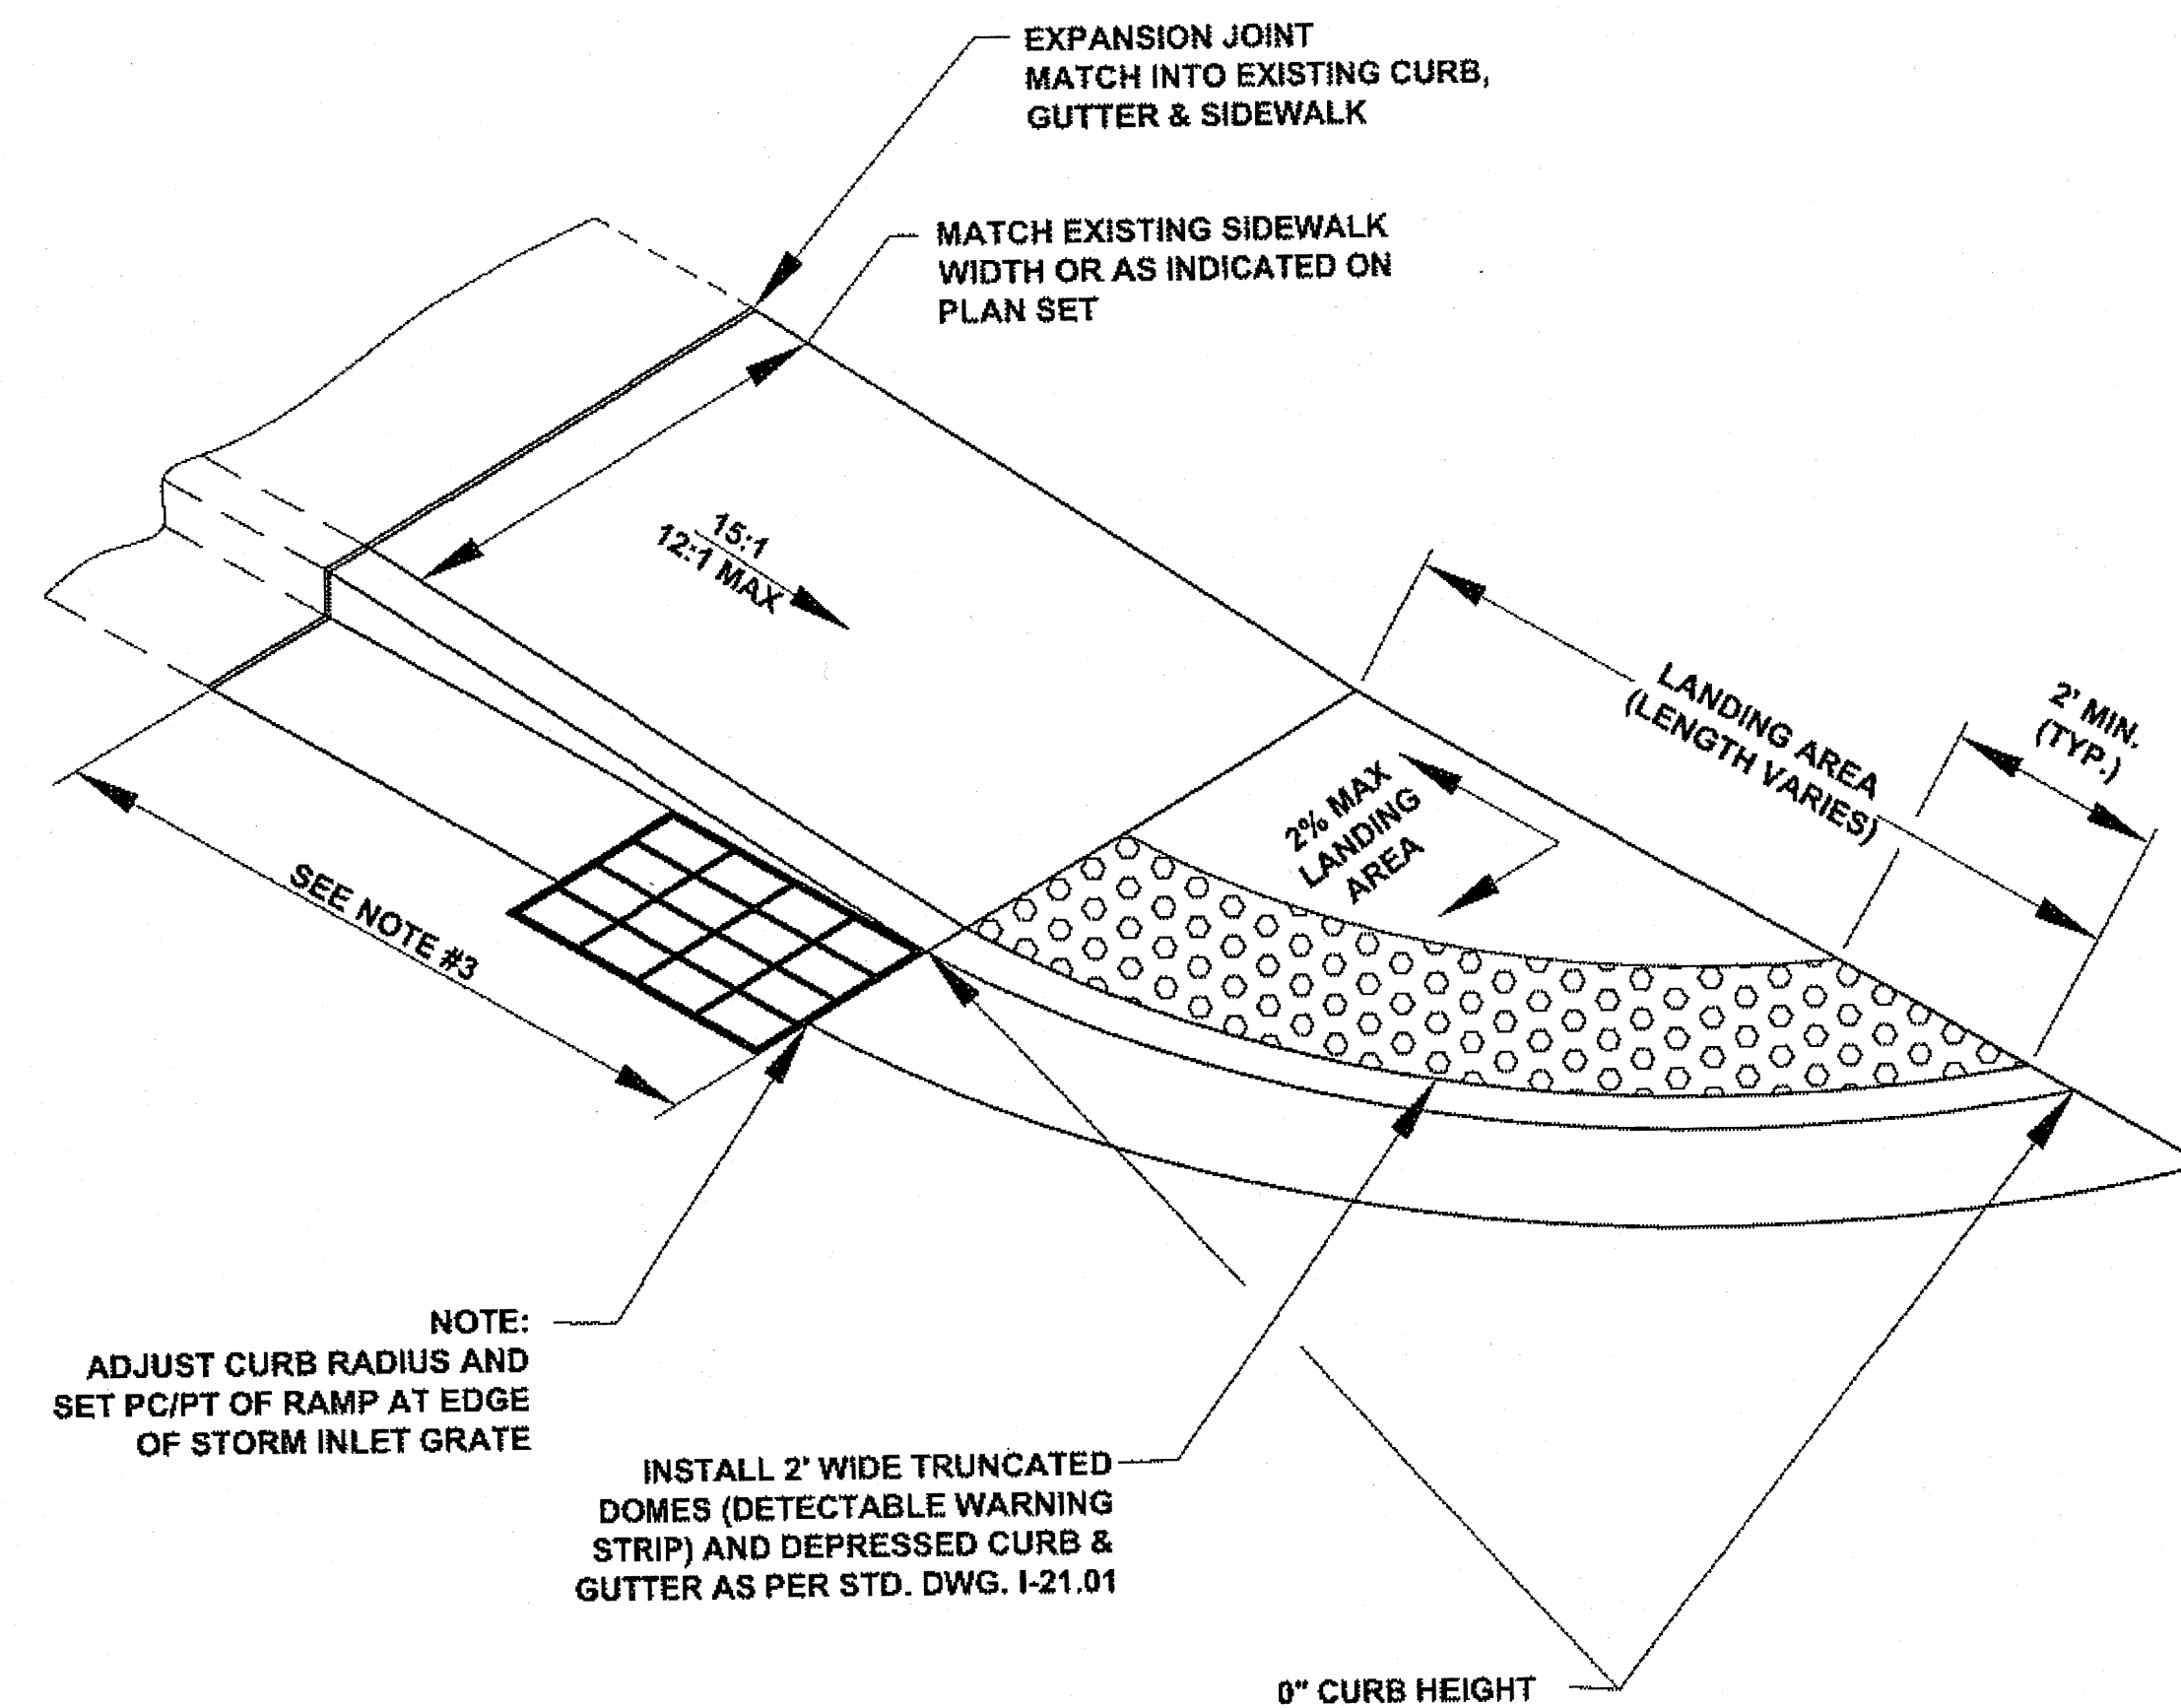 EXPANSION JOINT
MATCH INTO EXISTING CURB,
GUTTER & SIDEWALK
MATCH EXISTING SIDEWALK
WIDTH OR AS INDICATED ON
PLAN SET
15:1
12:1 MAX
LANDING AREA
(LENGTH VARIES)
2' MIN.
(TYP.)
2% MAX
LANDING
AREA
SEE NOTE #3
NOTE:
ADJUST CURB RADIUS AND
SET PC/PT OF RAMP AT EDGE
OF STORM INLET GRATE
INSTALL 2' WIDE TRUNCATED
DOMES (DETECTABLE WARNING
STRIP) AND DEPRESSED CURB &
GUTTER AS PER STD. DWG. I-21.01
0" CURB HEIGHT